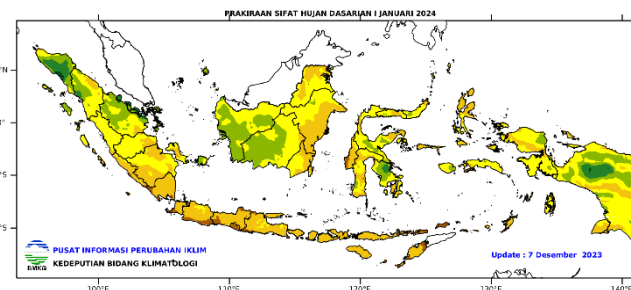 PRAKIRAAN SIFAT HUJAN DASARIAN I JANUARI 2024
°N
°
°S
°S
PUSAT INFORMASI PERUBAHAN IKLIM
BMKG
KEDEPUTIAN BIDANG KLIMATOLOGI
Update : 7 Desember 2023
100°E 110°E 120°E 130°E 140°